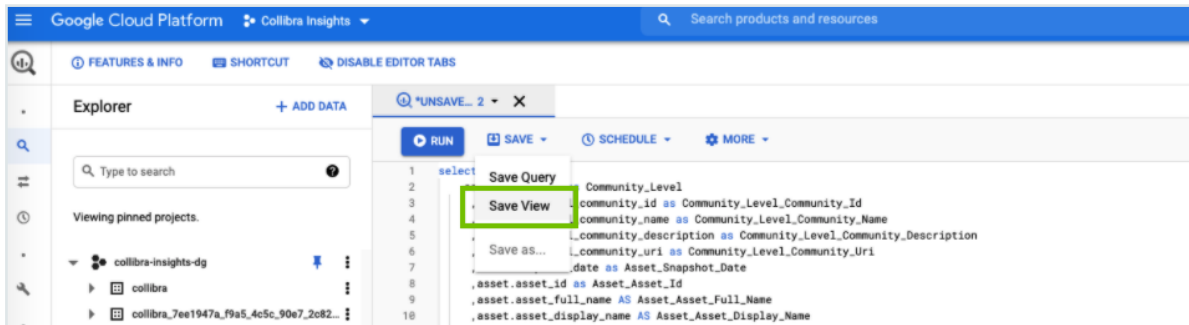 Google Cloud Platform Collibra Insights Search products and resources
FEATURES & INFO SHORTCUT DISABLE EDITOR TABS
Explorer + ADD DATA *UNSAVE... 2
RUN SAVE SCHEDULE MORE
Type to search
Viewing pinned projects.
collibra-insights-dg
collibra
collibra_7ee1947a_f9a5_4c5c_90e7_2c82...
Save Query
Save View
Save as...
1 select
2 Community_Level
3 _community_id as Community_Level_Community_Id
4 _community_name as Community_Level_Community_Name
5 _community_description as Community_Level_Community_Description
6 _community_uri as Community_Level_Community_Uri
7 _date as Asset_Snapshot_Date
8 ,asset.asset_id as Asset_Asset_Id
9 ,asset.asset_full_name AS Asset_Asset_Full_Name
10 ,asset.asset_display_name AS Asset_Asset_Display_Name